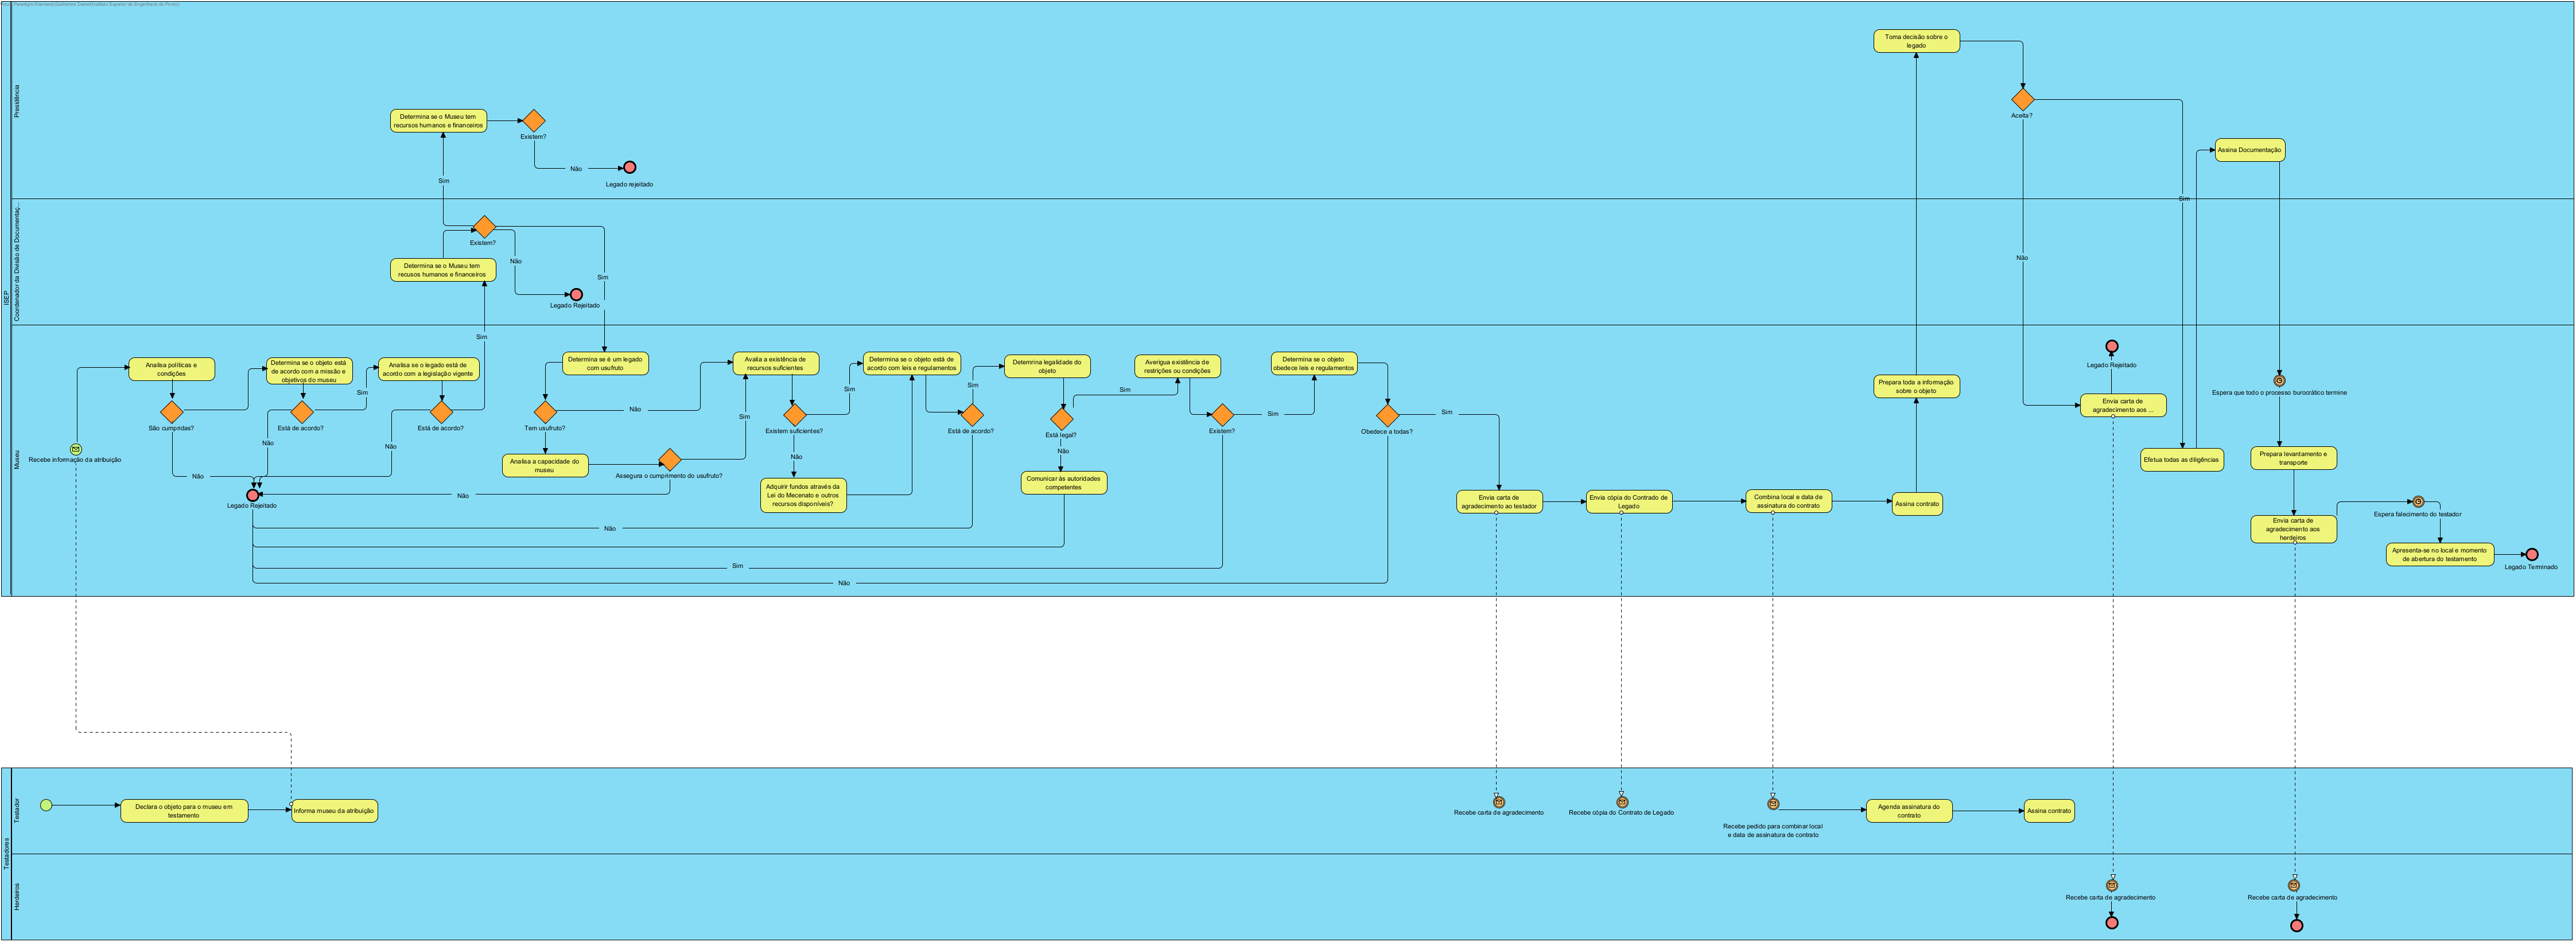 Visual Paradigm Standard(Guilherme Daniel(Instituto Superior de Engenharia do Porto))
ISEP
Presidência
Toma decisão sobre o
legado
Aceita?
Determina se o Museu tem
recursos humanos e financeiros
Existem?
Não
Legado rejeitado
Sim
Assina Documentação
Sim
Não
Coordenador da Divisão de Documentaç...
Existem?
Determina se o Museu tem
recusos humanos e financeiros
Não
Sim
Legado Rejeitado
Sim
Museu
Recebe informação da atribuição
Analisa políticas e
condições
São cumpridas?
Não
Determina se o objeto está
de acordo com a missão e
objetivos do museu
Está de acordo?
Não
Sim
Analisa se o legado está de
acordo com a legislação vigente
Está de acordo?
Não
Legado Rejeitado
Determina se é um legado
com usufruto
Tem usufruto?
Não
Analisa a capacidade do
museu
Assegura o cumprimento do usufruto?
Sim
Não
Avalia a existência de
recursos suficientes
Existem suficientes?
Sim
Não
Adquirir fundos através da
Lei do Mecenato e outros
recursos disponíveis?
Determina se o objeto está de
acordo com leis e regulamentos
Está de acordo?
Sim
Não
Detemrina legalidade do
objeto
Está legal?
Sim
Não
Comunicar às autoridades
competentes
Averigua existência de
restrições ou condições
Existem?
Sim
Sim
Determina se o objeto
obedece leis e regulamentos
Obedece a todas?
Sim
Não
Envia carta de
agradecimento ao testador
Envia cópia do Contrado de
Legado
Combina local e data de
assinatura do contrato
Assina contrato
Prepara toda a informação
sobre o objeto
Legado Rejeitado
Envia carta de
agradecimento aos ...
Efetua todas as diligências
Espera que todo o processo burocrático termine
Prepara levantamento e
transporte
Envia carta de
agradecimento aos
herdeiros
Espera falecimento do testador
Apresenta-se no local e momento
de abertura do testamento
Legado Terminado
Testadores
Testador
Declara o objeto para o museu em
testamento
Informa museu da atribuição
Recebe carta de agradecimento
Recebe cópia do Contrato de Legado
Recebe pedido para combinar local
e data de assinatura de contrato
Agenda assinatura do
contrato
Assina contrato
Herdeiros
Recebe carta de agradecimento
Recebe carta de agradecimento